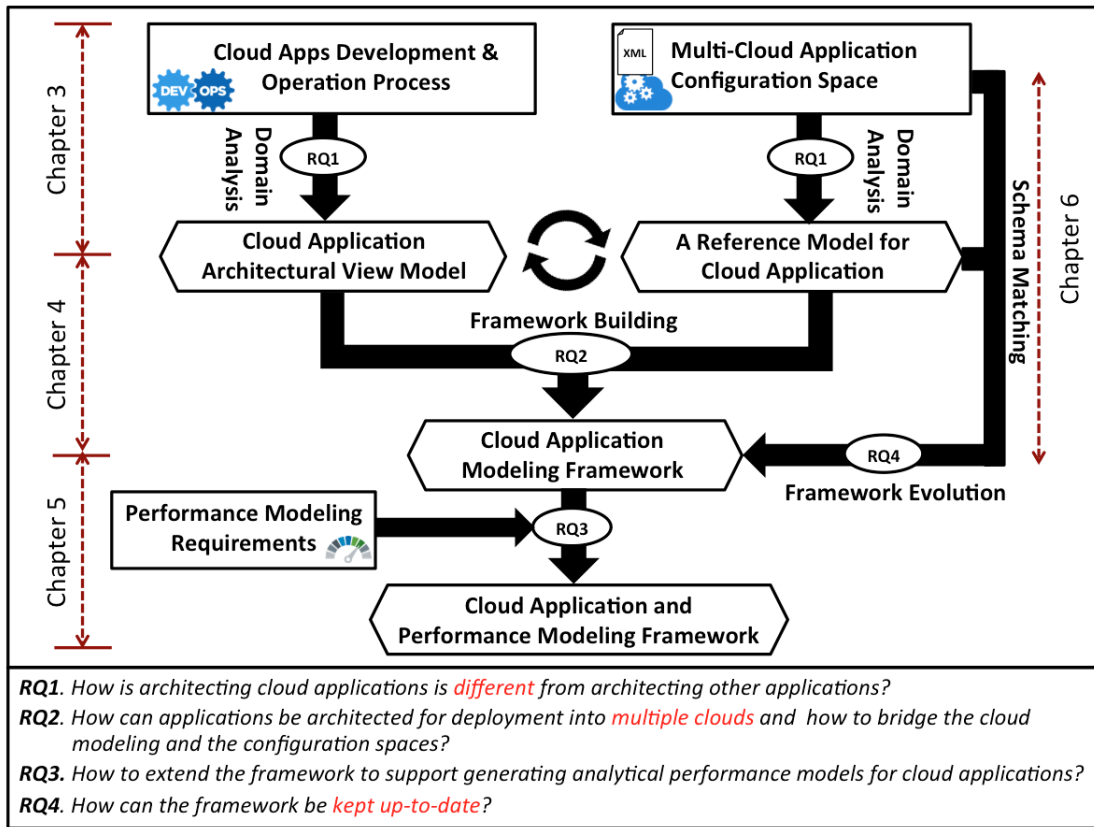 Cloud Apps Development &
Operation Process
DEV OPS
XML
Multi-Cloud Application
Configuration Space
Chapter 3
RQ1
Domain
Analysis
RQ1
Domain
Analysis
Cloud Application
Architectural View Model
A Reference Model for
Cloud Application
Schema Matching
Chapter 6
Chapter 4
Framework Building
RQ2
Cloud Application
Modeling Framework
RQ4
Framework Evolution
Chapter 5
Performance Modeling
Requirements
RQ3
Cloud Application and
Performance Modeling Framework
RQ1. How is architecting cloud applications is different from architecting other applications?
RQ2. How can applications be architected for deployment into multiple clouds and how to bridge the cloud
modeling and the configuration spaces?
RQ3. How to extend the framework to support generating analytical performance models for cloud applications?
RQ4. How can the framework be kept up-to-date?